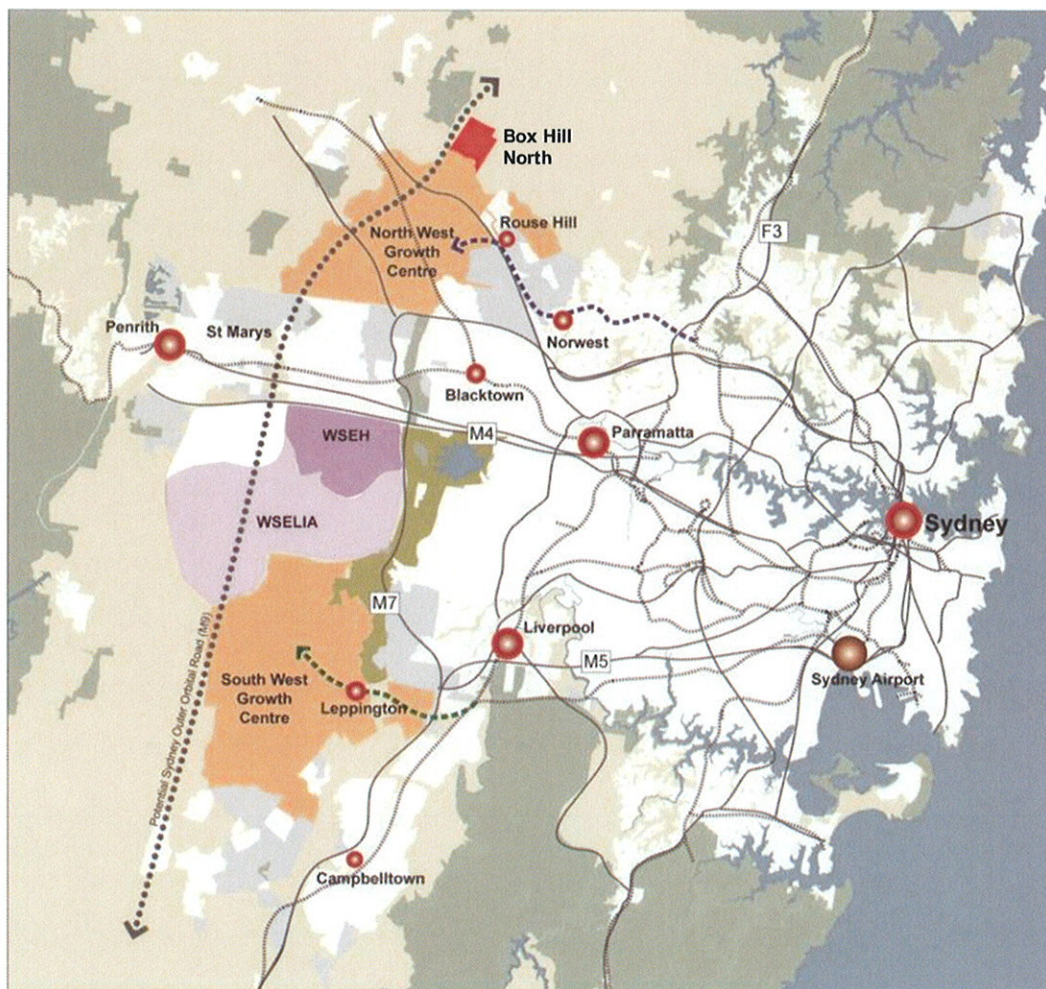 Box Hill
North
Rouse Hill
F3
North West
Growth
Centre
Penrith
St Marys
Norwest
Blacktown
WSEH
M4
Parramatta
WSELIA
Sydney
M7
Liverpool
M5
Sydney Airport
South West
Growth
Centre
Leppington
Potential Sydney Outer Orbital Road (M9)
Campbelltown